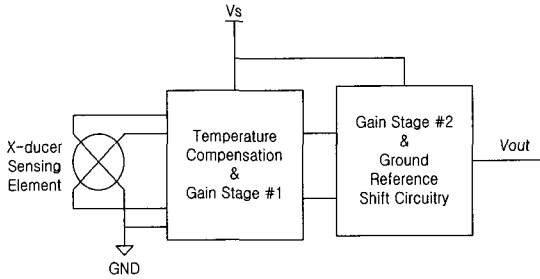 Vs
X-ducer
Sensing
Element
Temperature
Compensation
&
Gain Stage #1
Gain Stage #2
&
Ground
Reference
Shift Circuitry
Vout
GND